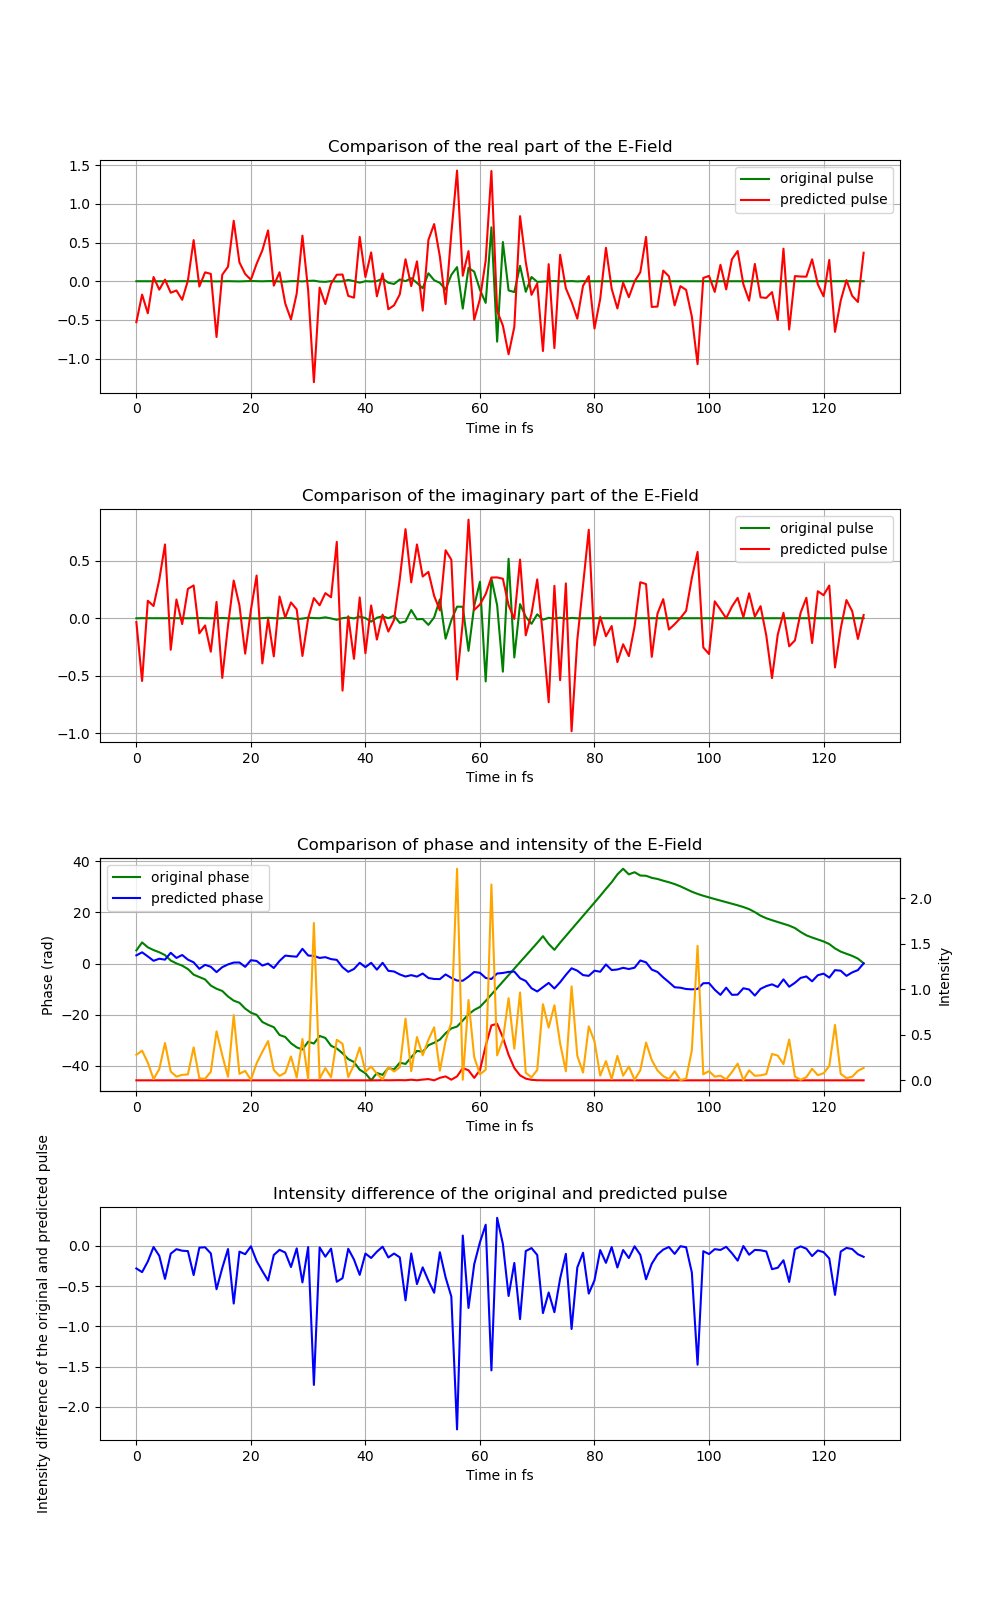 Comparison of the real part of the E-Field
original pulse
predicted pulse
1.5
1.0
0.5
0.0
−0.5
−1.0
0 20 40 60 80 100 120
Time in fs
Comparison of the imaginary part of the E-Field
original pulse
predicted pulse
0.5
0.0
−0.5
−1.0
0 20 40 60 80 100 120
Time in fs
Comparison of phase and intensity of the E-Field
original phase
predicted phase
Phase (rad)
40
20
0
−20
−40
Intensity
2.0
1.5
1.0
0.5
0.0
0 20 40 60 80 100 120
Time in fs
Intensity difference of the original and predicted pulse
Intensity difference of the original and predicted pulse
0.0
−0.5
−1.0
−1.5
−2.0
0 20 40 60 80 100 120
Time in fs